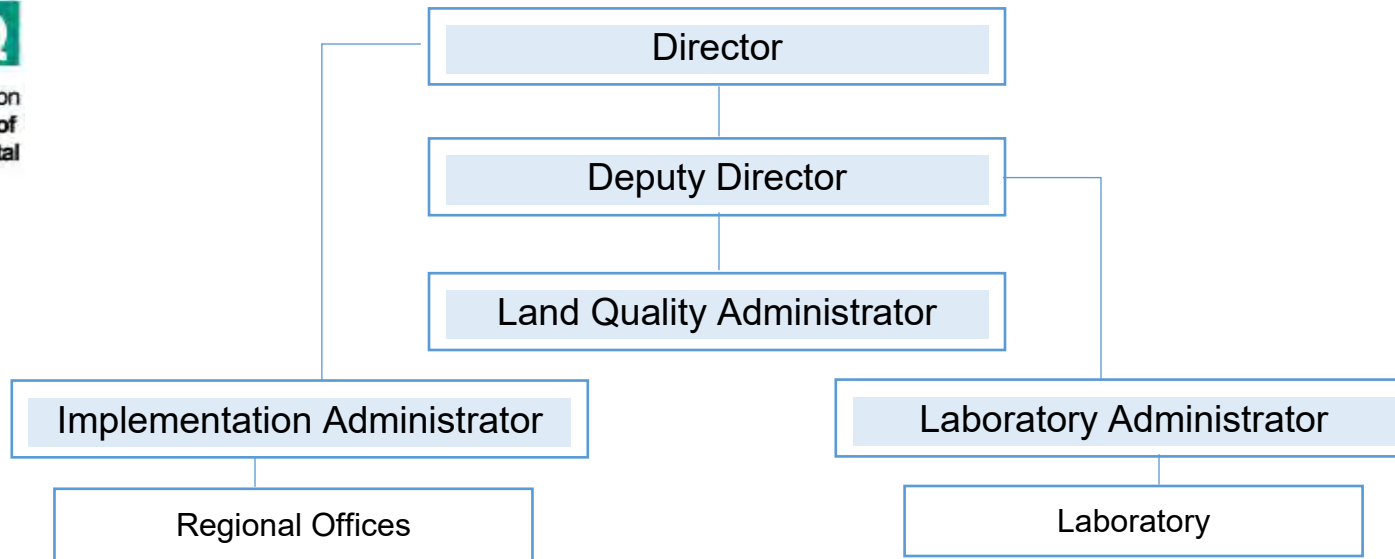 on
of
tal
Director
Deputy Director
Land Quality Administrator
Implementation Administrator
Laboratory Administrator
Regional Offices
Laboratory